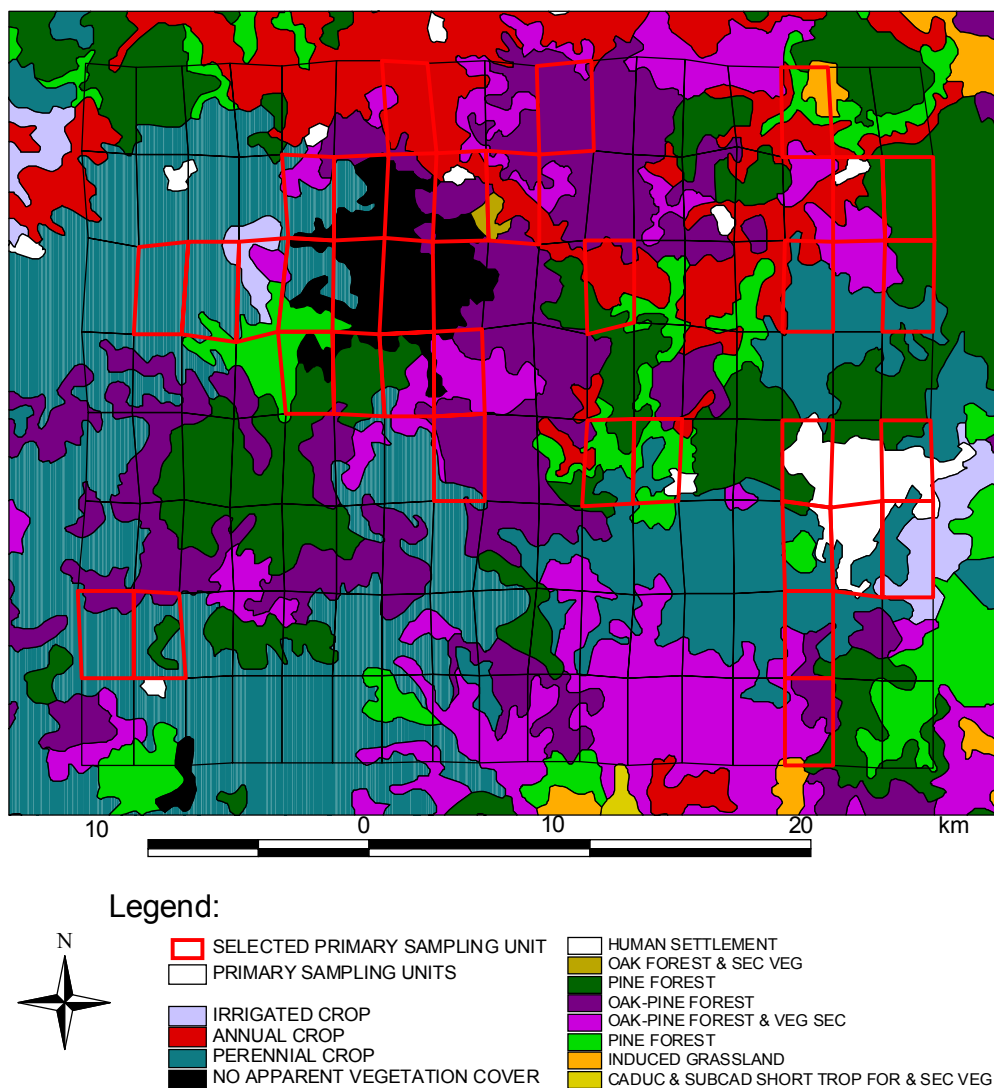 10 0 10 20 km
Legend:
N
SELECTED PRIMARY SAMPLING UNIT
PRIMARY SAMPLING UNITS
IRRIGATED CROP
ANNUAL CROP
PERENNIAL CROP
NO APPARENT VEGETATION COVER
HUMAN SETTLEMENT
OAK FOREST & SEC VEG
PINE FOREST
OAK-PINE FOREST
OAK-PINE FOREST & VEG SEC
PINE FOREST
INDUCED GRASSLAND
CADUC & SUBCAD SHORT TROP FOR & SEC VEG